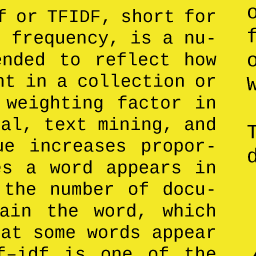 f or TFIDF, short for
frequency, is a nu-
ended to reflect how
nt in a collection or
weighting factor in
al, text mining, and
ue increases propor-
es a word appears in
the number of docu-
ain the word, which
at some words appear
f–idf is one of the